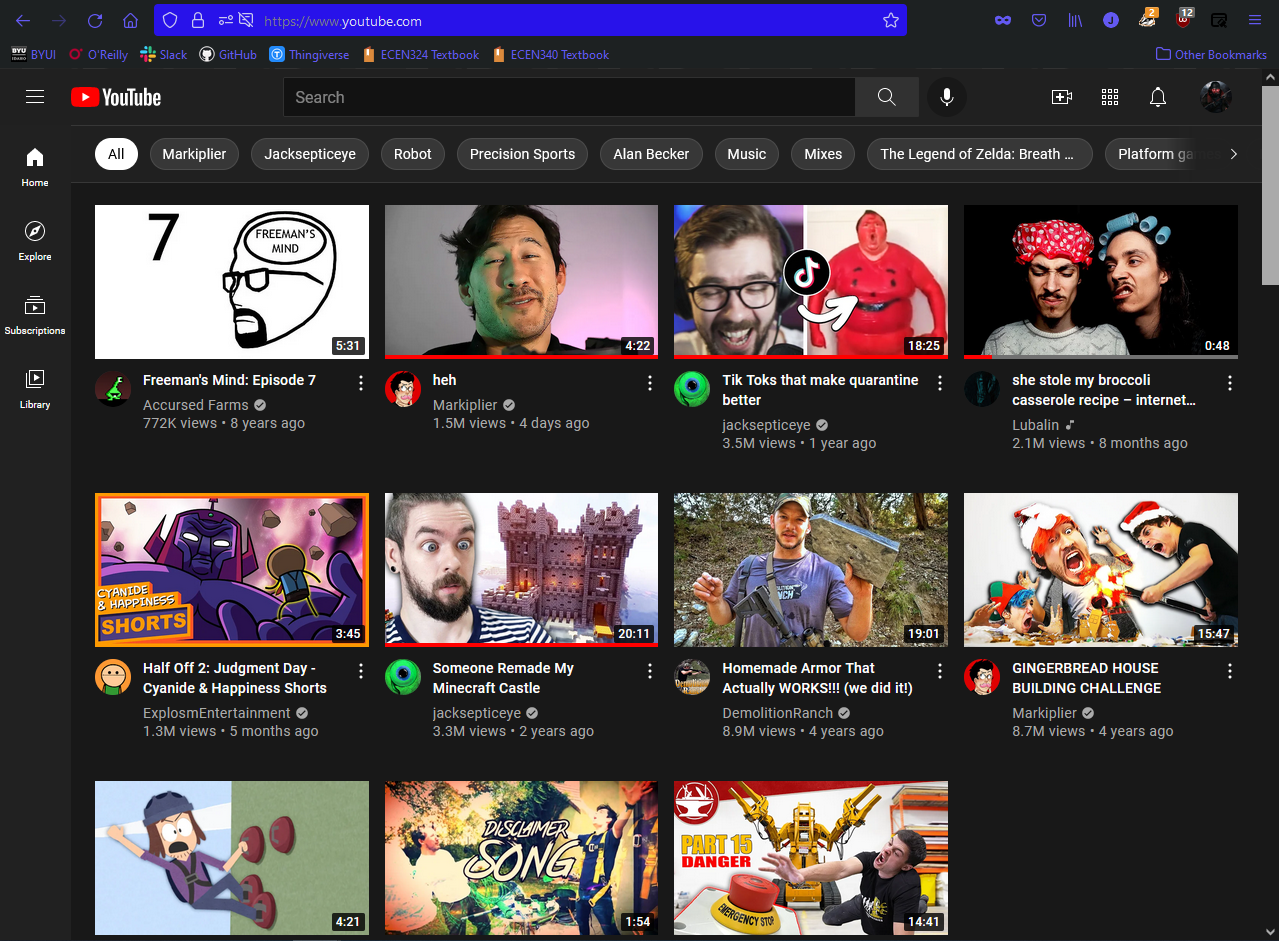 https://www.youtube.com
2
12
BYU
IDAHO
BYUI
O'Reilly
Slack
GitHub
Thingiverse
ECEN324 Textbook
ECEN340 Textbook
Other Bookmarks
YouTube
Search
All
Markiplier
Jacksepticeye
Robot
Precision Sports
Alan Becker
Music
Mixes
The Legend of Zelda: Breath ...
Platform ga
Home
Explore
Subscriptions
Library
7
FREEMAN'S
MIND
5:31
4:22
18:25
0:48
Freeman's Mind: Episode 7
Accursed Farms
772K views • 8 years ago
heh
Markiplier
1.5M views • 4 days ago
Tik Toks that make quarantine
better
jacksepticeye
3.5M views • 1 year ago
she stole my broccoli
casserole recipe – internet…
Lubalin
2.1M views • 8 months ago
CYANIDE
& HAPPINESS
SHORTS
3:45
20:11
19:01
15:47
Half Off 2: Judgment Day -
Cyanide & Happiness Shorts
ExplosmEntertainment
1.3M views • 5 months ago
Someone Remade My
Minecraft Castle
jacksepticeye
3.3M views • 2 years ago
Homemade Armor That
Actually WORKS!!! (we did it!)
DemolitionRanch
8.9M views • 4 years ago
GINGERBREAD HOUSE
BUILDING CHALLENGE
Markiplier
8.7M views • 4 years ago
4:21
DISCLAIMER
SONG
1:54
PART 15
DANGER
EMERGENCY STOP
14:41